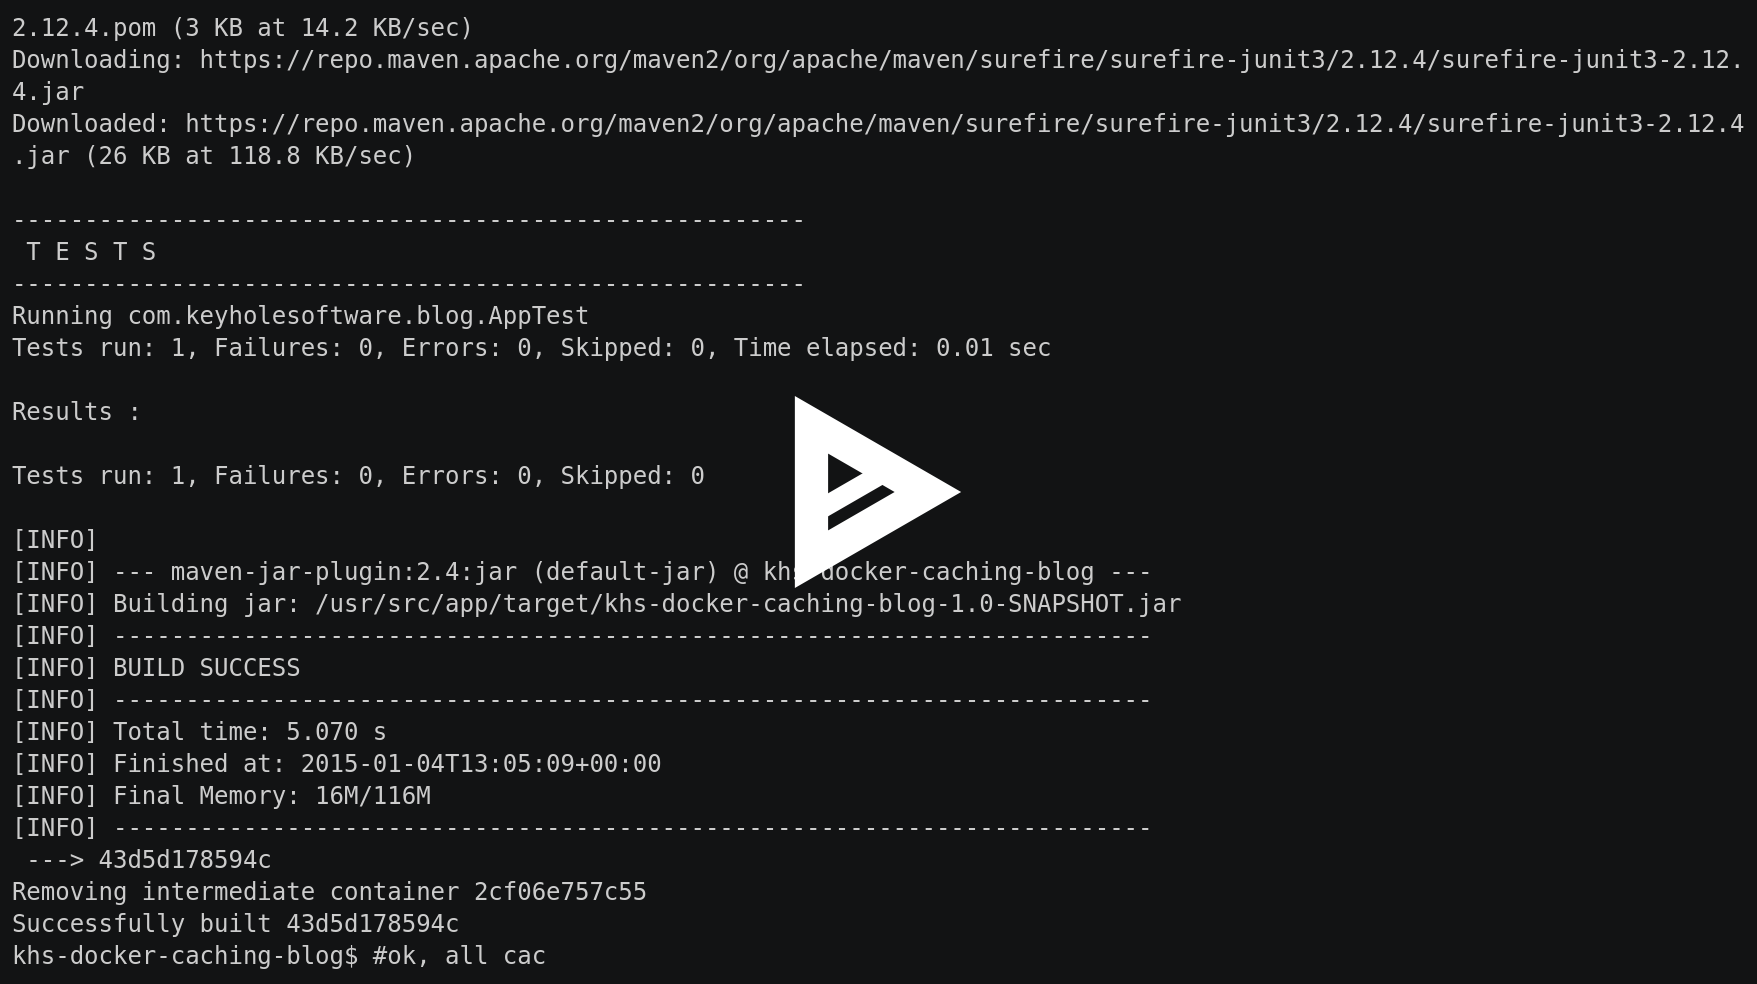 2.12.4.pom (3 KB at 14.2 KB/sec)
Downloading: https://repo.maven.apache.org/maven2/org/apache/maven/surefire/surefire-junit3/2.12.4/surefire-junit3-2.12.
4.jar
Downloaded: https://repo.maven.apache.org/maven2/org/apache/maven/surefire/surefire-junit3/2.12.4/surefire-junit3-2.12.4
.jar (26 KB at 118.8 KB/sec)
-------------------------------------------------------
T E S T S
-------------------------------------------------------
Running com.keyholesoftware.blog.AppTest
Tests run: 1, Failures: 0, Errors: 0, Skipped: 0, Time elapsed: 0.01 sec
Results :
Tests run: 1, Failures: 0, Errors: 0, Skipped: 0
[INFO]
[INFO] --- maven-jar-plugin:2.4:jar (default-jar) @ khs-docker-caching-blog ---
[INFO] Building jar: /usr/src/app/target/khs-docker-caching-blog-1.0-SNAPSHOT.jar
[INFO] ------------------------------------------------------------------------
[INFO] BUILD SUCCESS
[INFO] ------------------------------------------------------------------------
[INFO] Total time: 5.070 s
[INFO] Finished at: 2015-01-04T13:05:09+00:00
[INFO] Final Memory: 16M/116M
[INFO] ------------------------------------------------------------------------
---> 43d5d178594c
Removing intermediate container 2cf06e757c55
Successfully built 43d5d178594c
khs-docker-caching-blog$ #ok, all cac